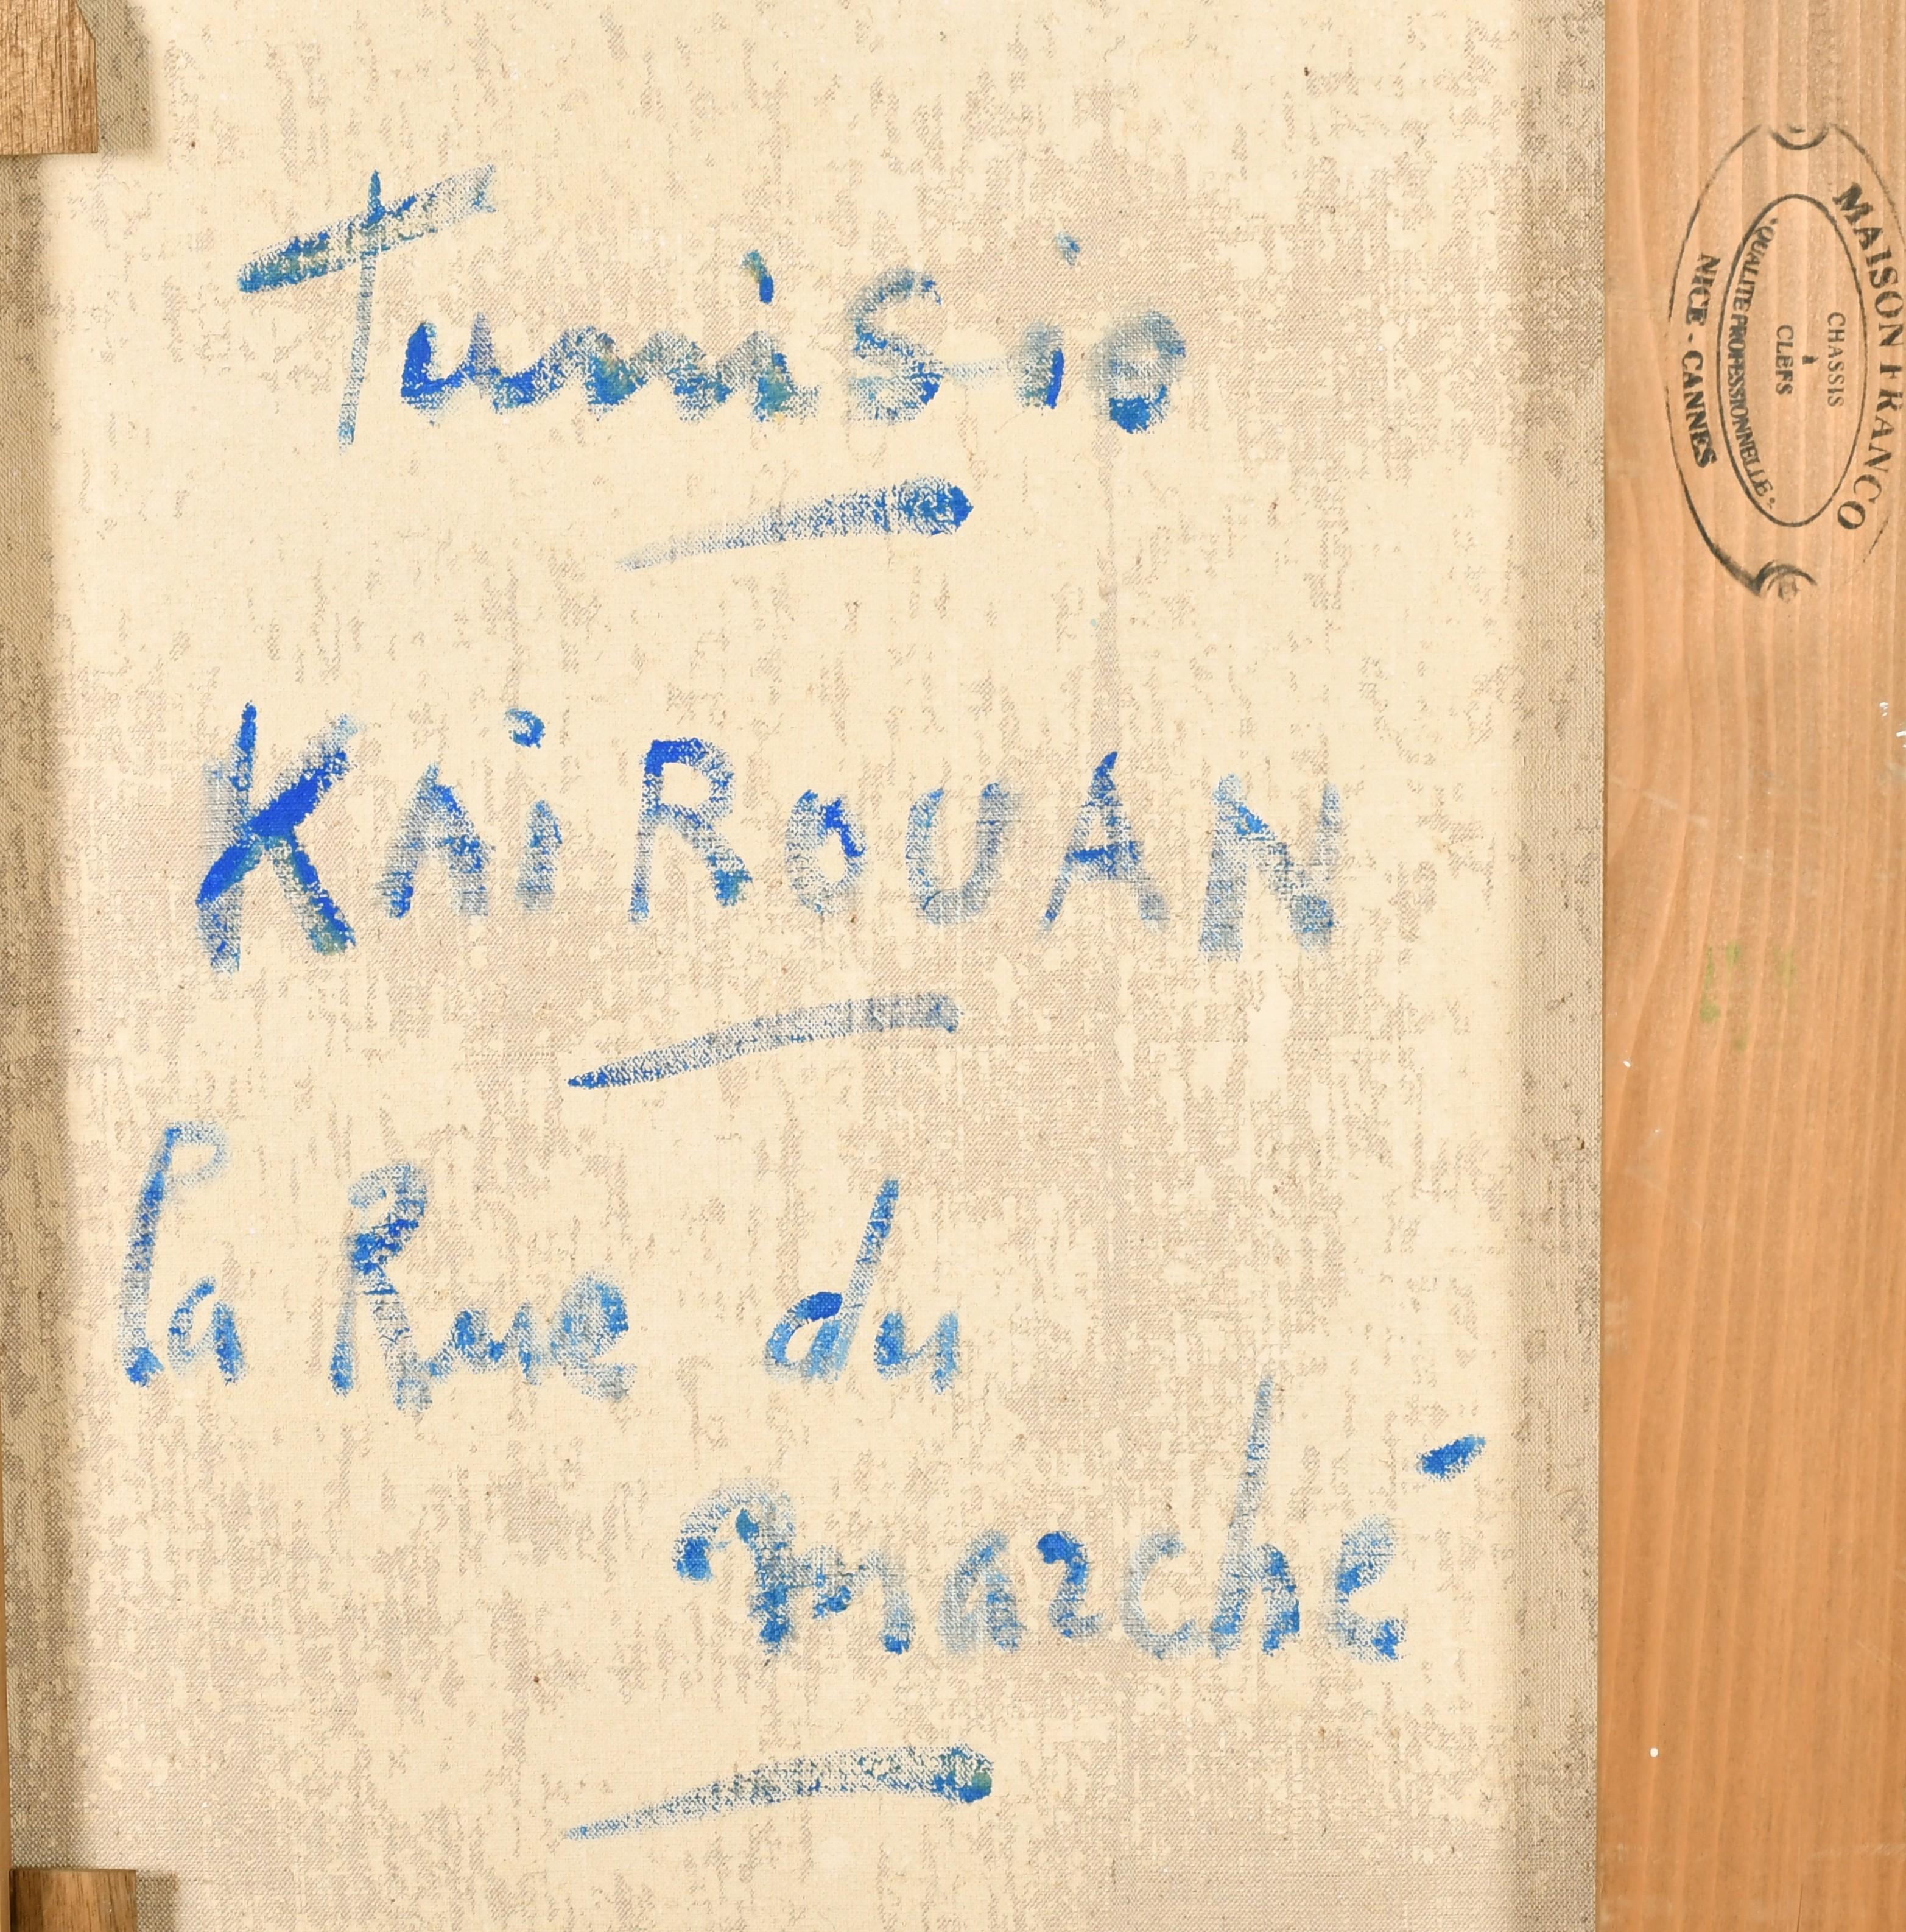 Tunisie
KAiROUAN
la Rue du
marché
MAISON FRANCO
CHASSIS
à
CLEFS
"QUALITÉ PROFESSIONNELLE"
NICE - CANNES